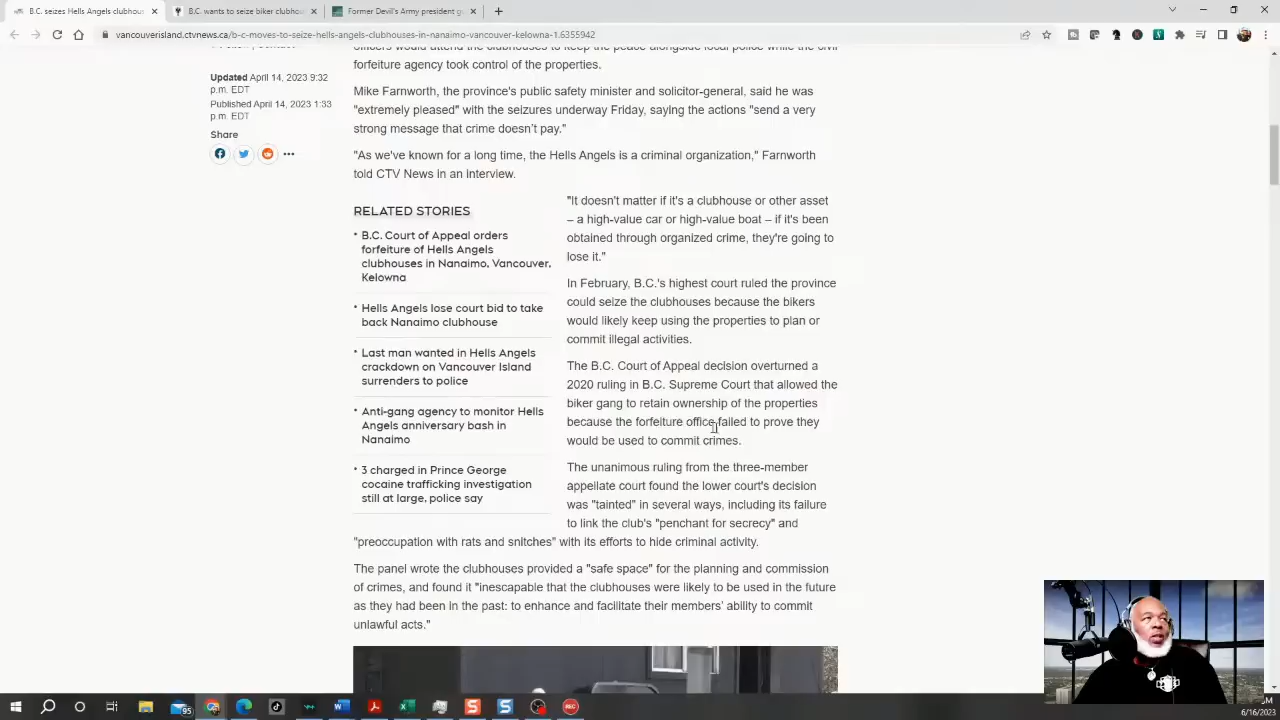 B.C. seizes Hells Angels clubhous
B.C. wants to seize biker clubhou
Former Devil's Army president gu
vancouverisland.ctvnews.ca/b-c-moves-to-seize-hells-angels-clubhouses-in-nanaimo-vancouver-kelowna-1.6355942
officers would attend the clubhouses to keep the peace alongside local police while the civil
forfeiture agency took control of the properties.
Updated April 14, 2023 9:32
p.m. EDT
Published April 14, 2023 1:33
p.m. EDT
Share
Mike Farnworth, the province's public safety minister and solicitor-general, said he was
"extremely pleased" with the seizures underway Friday, saying the actions "send a very
strong message that crime doesn't pay."
"As we've known for a long time, the Hells Angels is a criminal organization," Farnworth
told CTV News in an interview.
RELATED STORIES
B.C. Court of Appeal orders
forfeiture of Hells Angels
clubhouses in Nanaimo, Vancouver,
Kelowna
Hells Angels lose court bid to take
back Nanaimo clubhouse
Last man wanted in Hells Angels
crackdown on Vancouver Island
surrenders to police
Anti-gang agency to monitor Hells
Angels anniversary bash in
Nanaimo
3 charged in Prince George
cocaine trafficking investigation
still at large, police say
"It doesn't matter if it's a clubhouse or other asset
– a high-value car or high-value boat – if it's been
obtained through organized crime, they're going to
lose it."
In February, B.C.'s highest court ruled the province
could seize the clubhouses because the bikers
would likely keep using the properties to plan or
commit illegal activities.
The B.C. Court of Appeal decision overturned a
2020 ruling in B.C. Supreme Court that allowed the
biker gang to retain ownership of the properties
because the forfeiture office failed to prove they
would be used to commit crimes.
The unanimous ruling from the three-member
appellate court found the lower court's decision
was "tainted" in several ways, including its failure
to link the club's "penchant for secrecy" and
"preoccupation with rats and snitches" with its efforts to hide criminal activity.
The panel wrote the clubhouses provided a "safe space" for the planning and commission
of crimes, and found it "inescapable that the clubhouses were likely to be used in the future
as they had been in the past: to enhance and facilitate their members' ability to commit
unlawful acts."
REC
6/16/2023